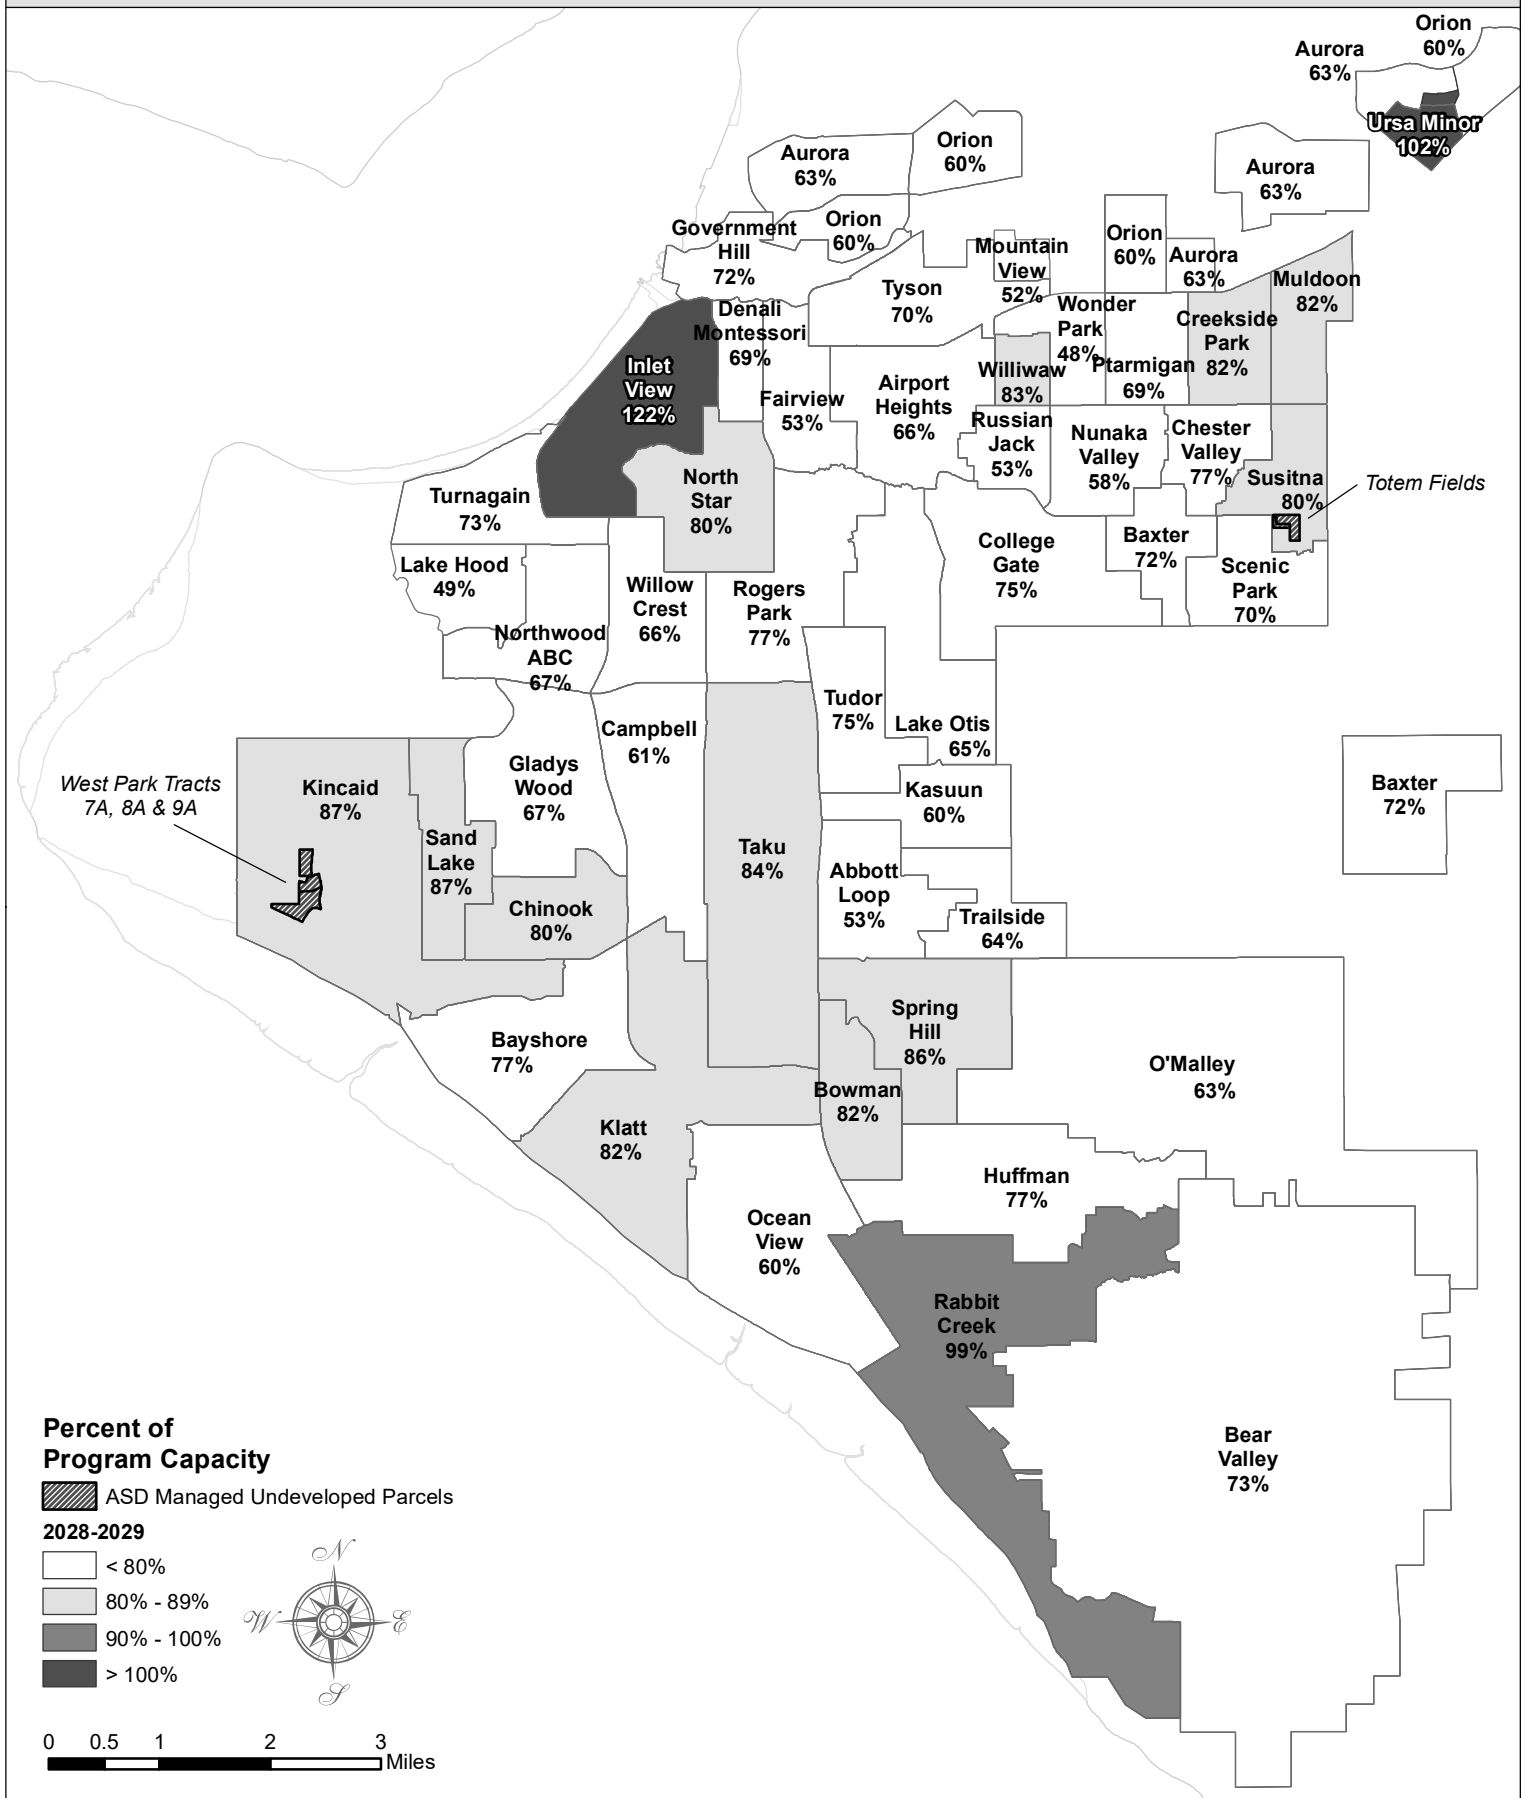 Orion
60%
Aurora
63%
Ursa Minor
102%
Aurora
63%
Orion
60%
Aurora
63%
Government
Hill
72%
Orion
60%
Mountain
View
52%
Orion
60%
Aurora
63%
Muldoon
82%
Tyson
70%
Denali
Montessori
69%
Wonder
Park
48%
Creekside
Park
82%
Inlet
View
122%
Williwaw
83%
Ptarmigan
69%
Fairview
53%
Airport
Heights
66%
Russian
Jack
53%
Nunaka
Valley
58%
Chester
Valley
77%
Susitna
80%
Totem Fields
Turnagain
73%
North
Star
80%
College
Gate
75%
Baxter
72%
Scenic
Park
70%
Lake Hood
49%
Willow
Crest
66%
Rogers
Park
77%
Northwood
ABC
67%
Tudor
75%
Lake Otis
65%
Campbell
61%
Gladys
Wood
67%
West Park Tracts
7A, 8A & 9A
Kincaid
87%
Kasuun
60%
Baxter
72%
Sand
Lake
87%
Taku
84%
Abbott
Loop
53%
Chinook
80%
Trailside
64%
Spring
Hill
86%
Bayshore
77%
O'Malley
63%
Bowman
82%
Klatt
82%
Huffman
77%
Ocean
View
60%
Rabbit
Creek
99%
Bear
Valley
73%
Percent of
Program Capacity
ASD Managed Undeveloped Parcels
2028-2029
< 80%
80% - 89%
90% - 100%
> 100%
N
W
E
S
0 0.5 1 2 3
Miles